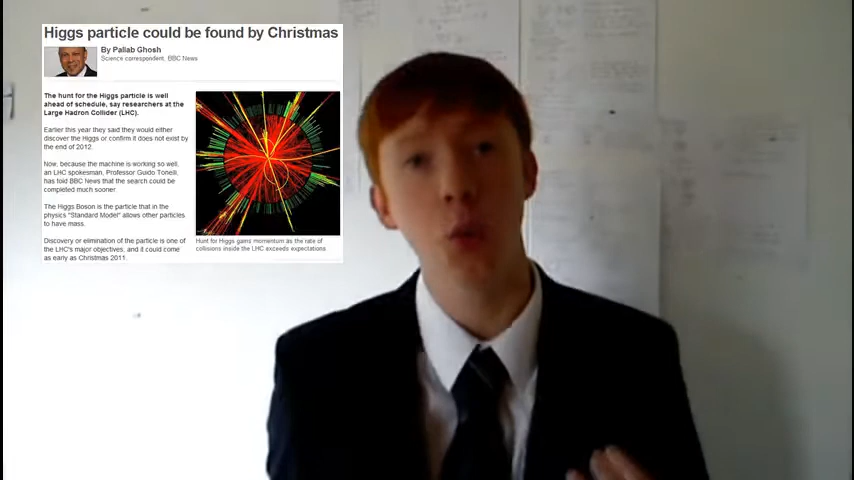 Higgs particle could be found by Christmas
By Pallab Ghosh
Science correspondent, BBC News
The hunt for the Higgs particle is well
ahead of schedule, say researchers at the
Large Hadron Collider (LHC).
Earlier this year they said they would either
discover the Higgs or confirm it does not exist by
the end of 2012.
Now, because the machine is working so well,
an LHC spokesman, Professor Guido Tonelli,
has told BBC News that the search could be
completed much sooner.
The Higgs Boson is the particle that in the
physics "Standard Model" allows other particles
to have mass.
Discovery or elimination of the particle is one of
the LHC's major objectives, and it could come
as early as Christmas 2011.
Hunt for Higgs gains momentum as the rate of
collisions inside the LHC exceeds expectations